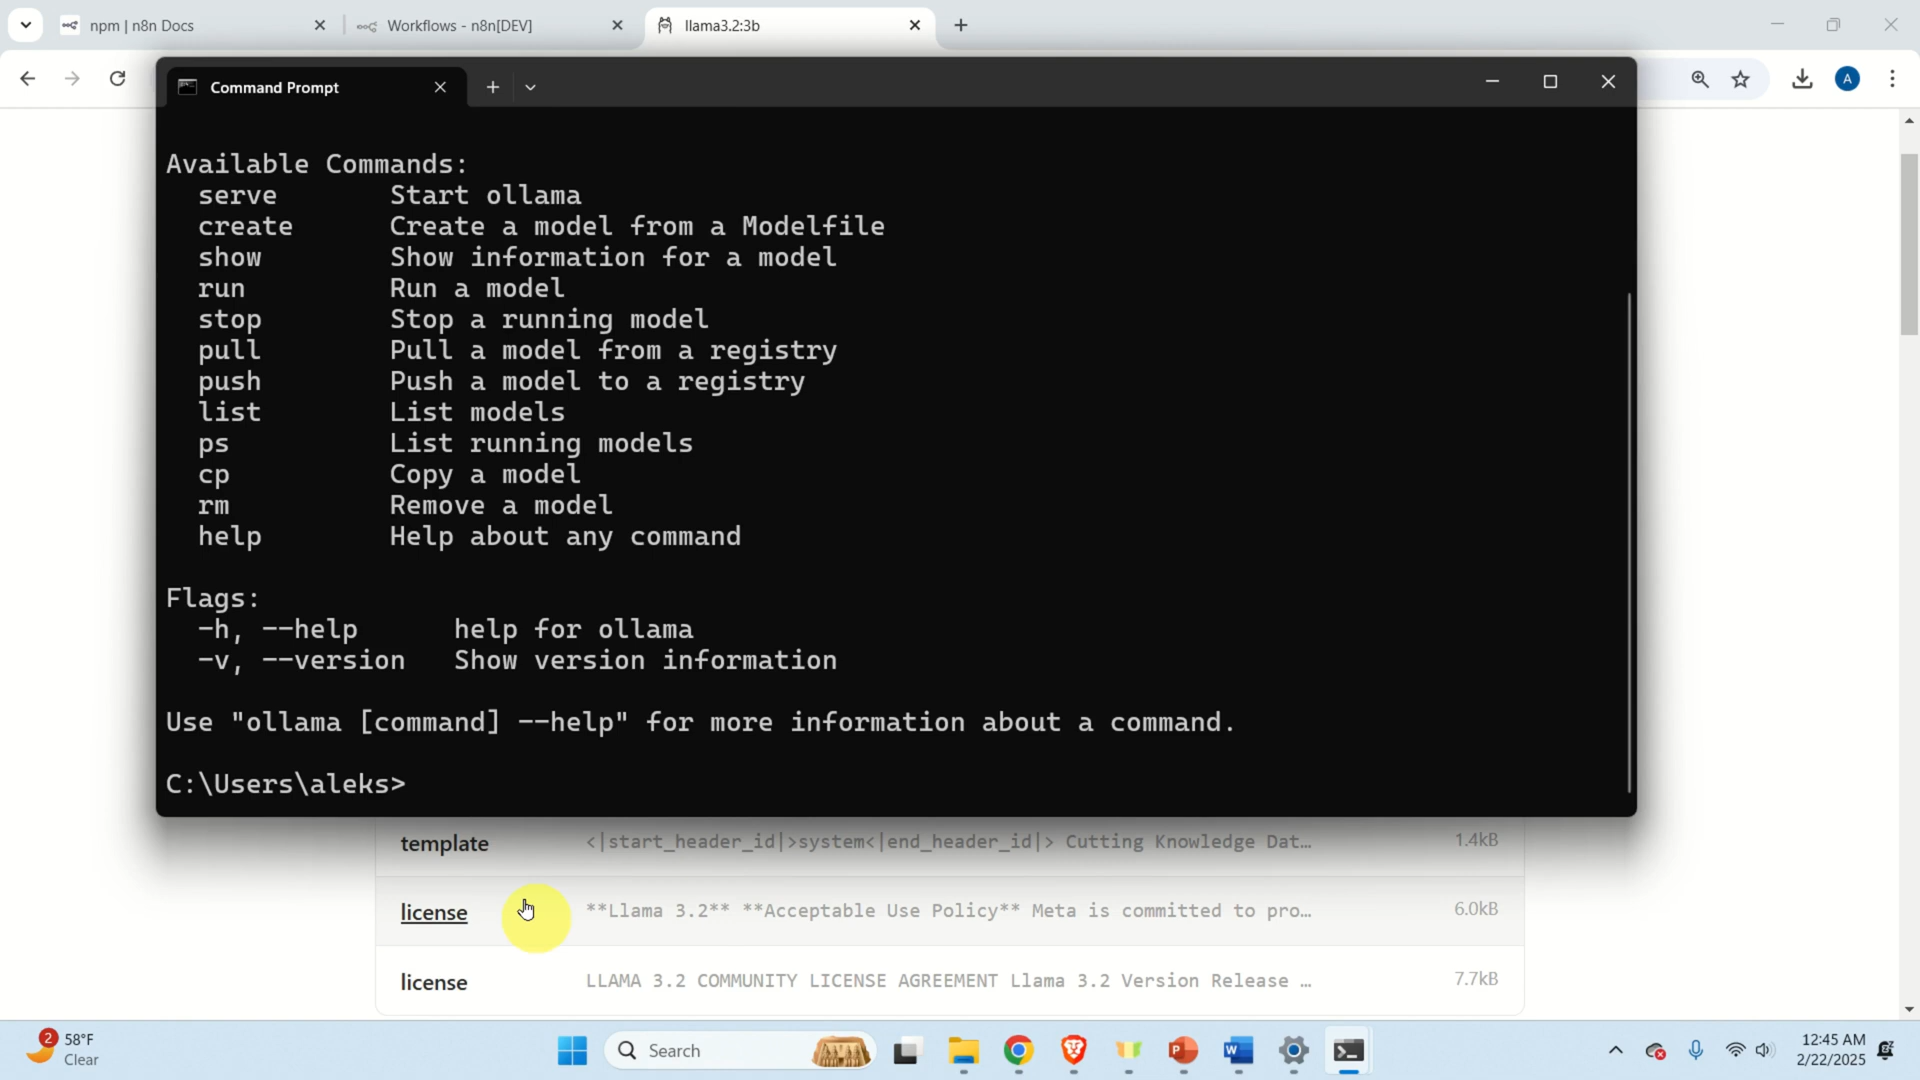 npm | n8n Docs
Workflows - n8n[DEV]
llama3.2:3b
A
Command Prompt
Available Commands:
serve Start ollama
create Create a model from a Modelfile
show Show information for a model
run Run a model
stop Stop a running model
pull Pull a model from a registry
push Push a model to a registry
list List models
ps List running models
cp Copy a model
rm Remove a model
help Help about any command
Flags:
-h, --help help for ollama
-v, --version Show version information
Use "ollama [command] --help" for more information about a command.
C:\Users\aleks>
template <|start_header_id|>system<|end_header_id|> Cutting Knowledge Dat… 1.4kB
license **Llama 3.2** **Acceptable Use Policy** Meta is committed to pro… 6.0kB
license LLAMA 3.2 COMMUNITY LICENSE AGREEMENT Llama 3.2 Version Release … 7.7kB
2
58°F
Clear
Search
P
W
12:45 AM
2/22/2025